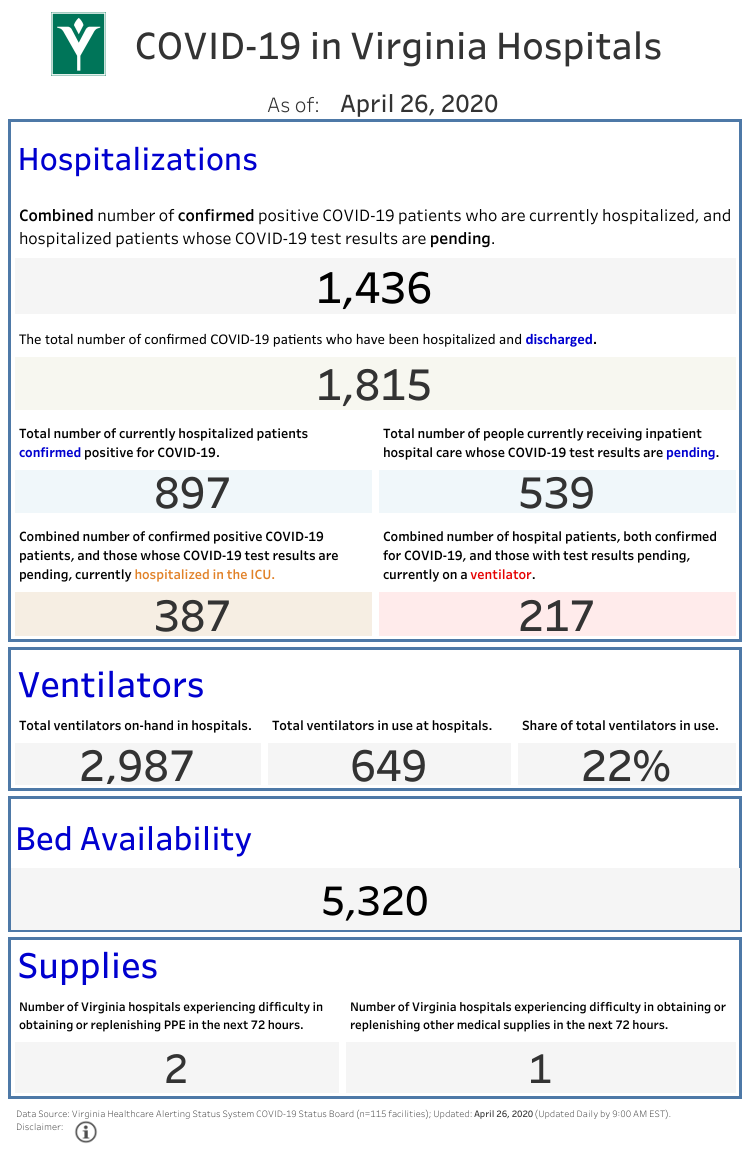 COVID-19 in Virginia Hospitals
As of: April 26, 2020
Hospitalizations
Combined number of confirmed positive COVID-19 patients who are currently hospitalized, and
hospitalized patients whose COVID-19 test results are pending.
1,436
The total number of confirmed COVID-19 patients who have been hospitalized and discharged.
1,815
Total number of currently hospitalized patients
confirmed positive for COVID-19.
897
Total number of people currently receiving inpatient
hospital care whose COVID-19 test results are pending.
539
Combined number of confirmed positive COVID-19
patients, and those whose COVID-19 test results are
pending, currently hospitalized in the ICU.
387
Combined number of hospital patients, both confirmed
for COVID-19, and those with test results pending,
currently on a ventilator.
217
Ventilators
Total ventilators on-hand in hospitals.
2,987
Total ventilators in use at hospitals.
649
Share of total ventilators in use.
22%
Bed Availability
5,320
Supplies
Number of Virginia hospitals experiencing difficulty in
obtaining or replenishing PPE in the next 72 hours.
2
Number of Virginia hospitals experiencing difficulty in obtaining or
replenishing other medical supplies in the next 72 hours.
1
Data Source: Virginia Healthcare Alerting Status System COVID-19 Status Board (n=115 facilities); Updated: April 26, 2020 (Updated Daily by 9:00 AM EST).
Disclaimer: